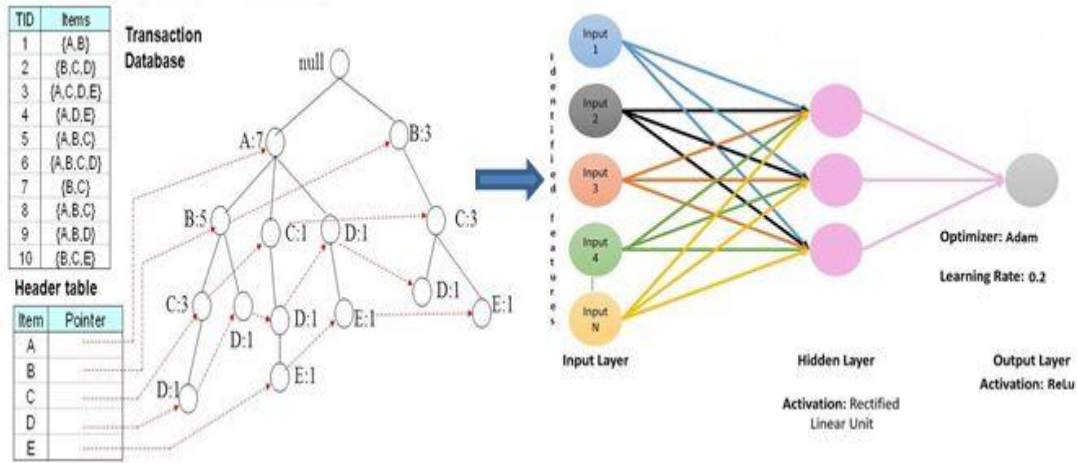 TID Items
1 {A,B}
2 {B,C,D}
3 {A,C,D,E}
4 {A,D,E}
5 {A,B,C}
6 {A,B,C,D}
7 {B,C}
8 {A,B,C}
9 {A,B,D}
10 {B,C,E}
Transaction
Database
null
A:7
B:3
B:5
C:1
D:1
C:3
C:3
D:1
D:1
E:1
D:1
E:1
D:1
E:1
Header table
Item Pointer
A
B
C
D
E
Identified features
Input
1
Input
2
Input
3
Input
4
Input
N
Input Layer
Hidden Layer
Activation: Rectified
Linear Unit
Optimizer: Adam
Learning Rate: 0.2
Output Layer
Activation: ReLu